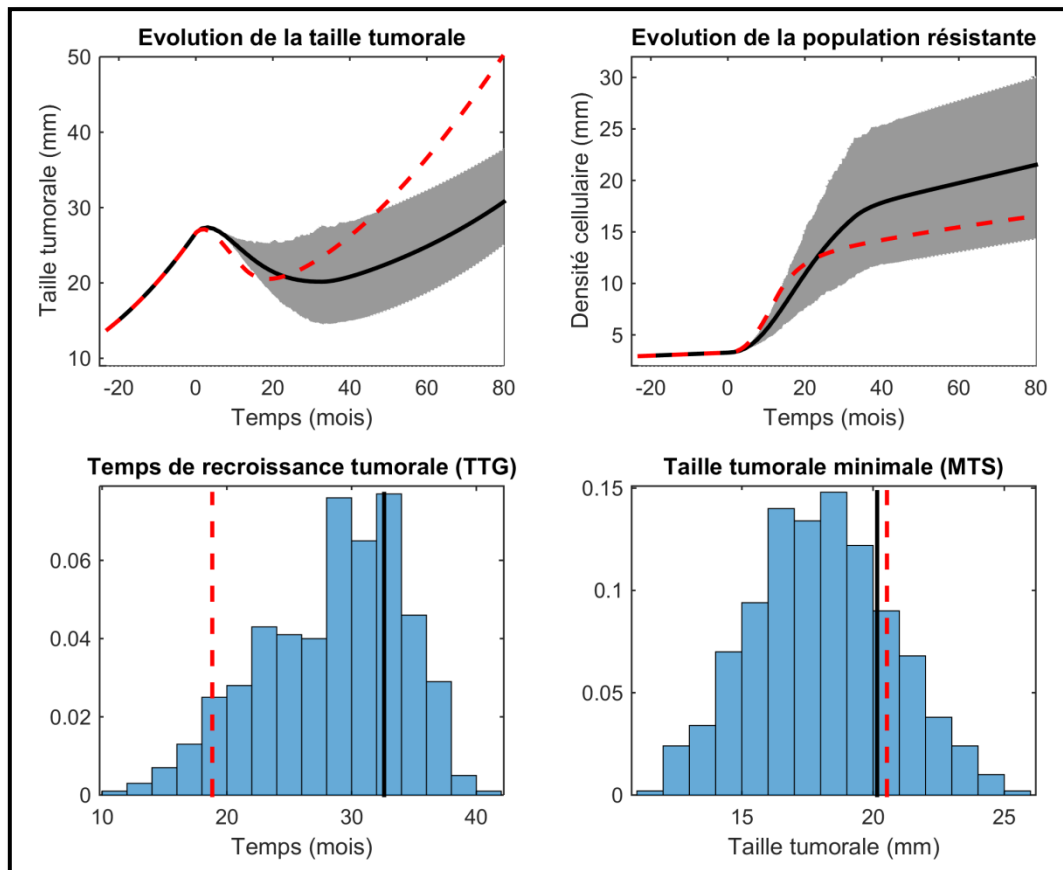 Evolution de la taille tumorale
50
40
30
20
10
Taille tumorale (mm)
-20 0 20 40 60 80
Temps (mois)
Evolution de la population résistante
30
25
20
15
10
5
Densité cellulaire (mm)
-20 0 20 40 60 80
Temps (mois)
Temps de recroissance tumorale (TTG)
0.06
0.04
0.02
0
10 20 30 40
Temps (mois)
Taille tumorale minimale (MTS)
0.15
0.1
0.05
0
15 20 25
Taille tumorale (mm)